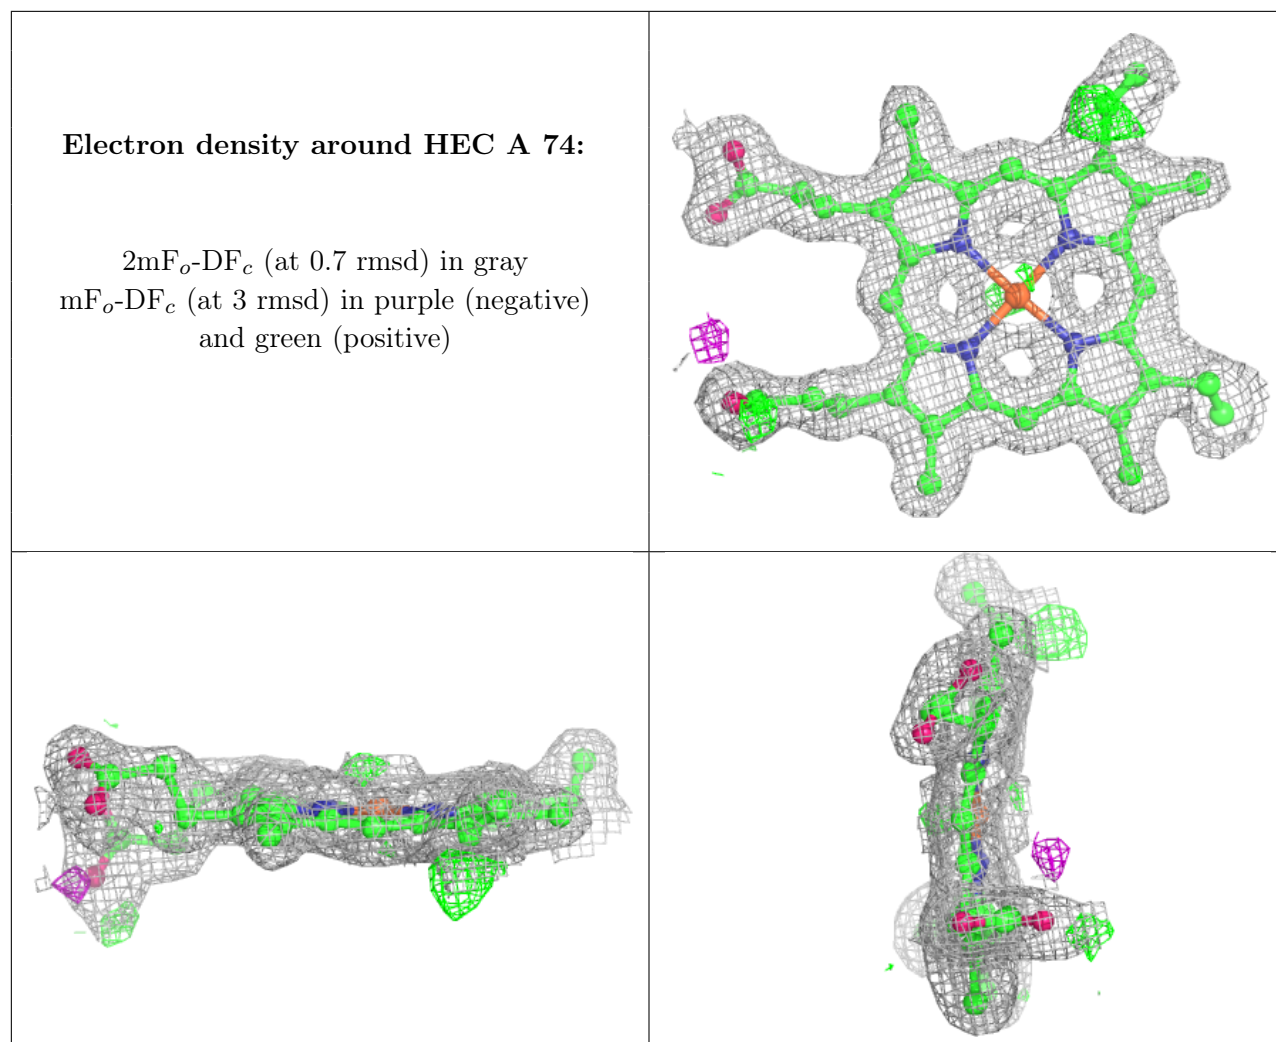 Electron density around HEC A 74:
2mFo-DFc (at 0.7 rmsd) in gray
mFo-DFc (at 3 rmsd) in purple (negative)
and green (positive)